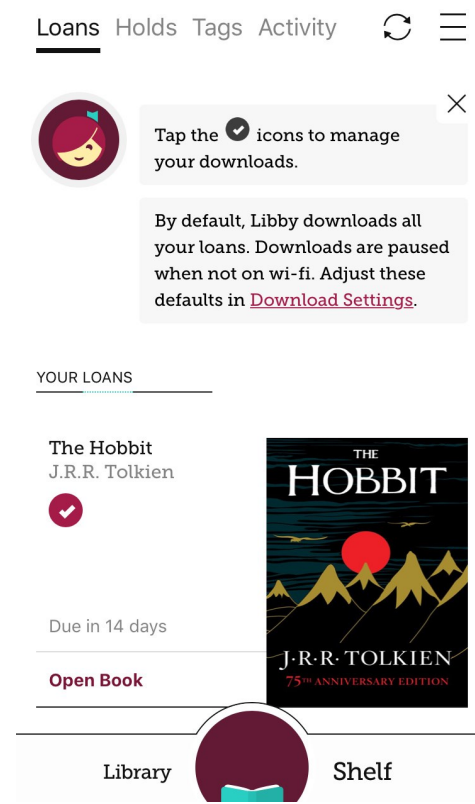 Loans Holds Tags Activity
Tap the icons to manage
your downloads.
By default, Libby downloads all
your loans. Downloads are paused
when not on wi-fi. Adjust these
defaults in Download Settings.
YOUR LOANS
The Hobbit
J.R.R. Tolkien
Due in 14 days
Open Book
THE
HOBBIT
J·R·R· TOLKIEN
75TH ANNIVERSARY EDITION
Library
Shelf